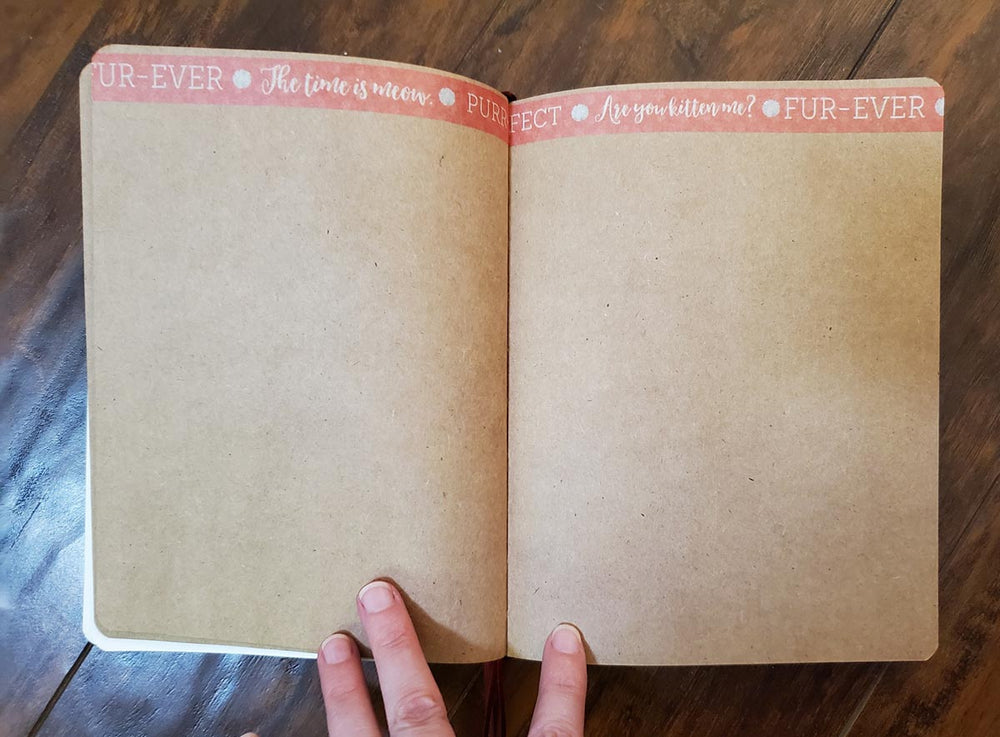 FUR-EVER The time is meow. PURRFECT Are you kitten me? FUR-EVER